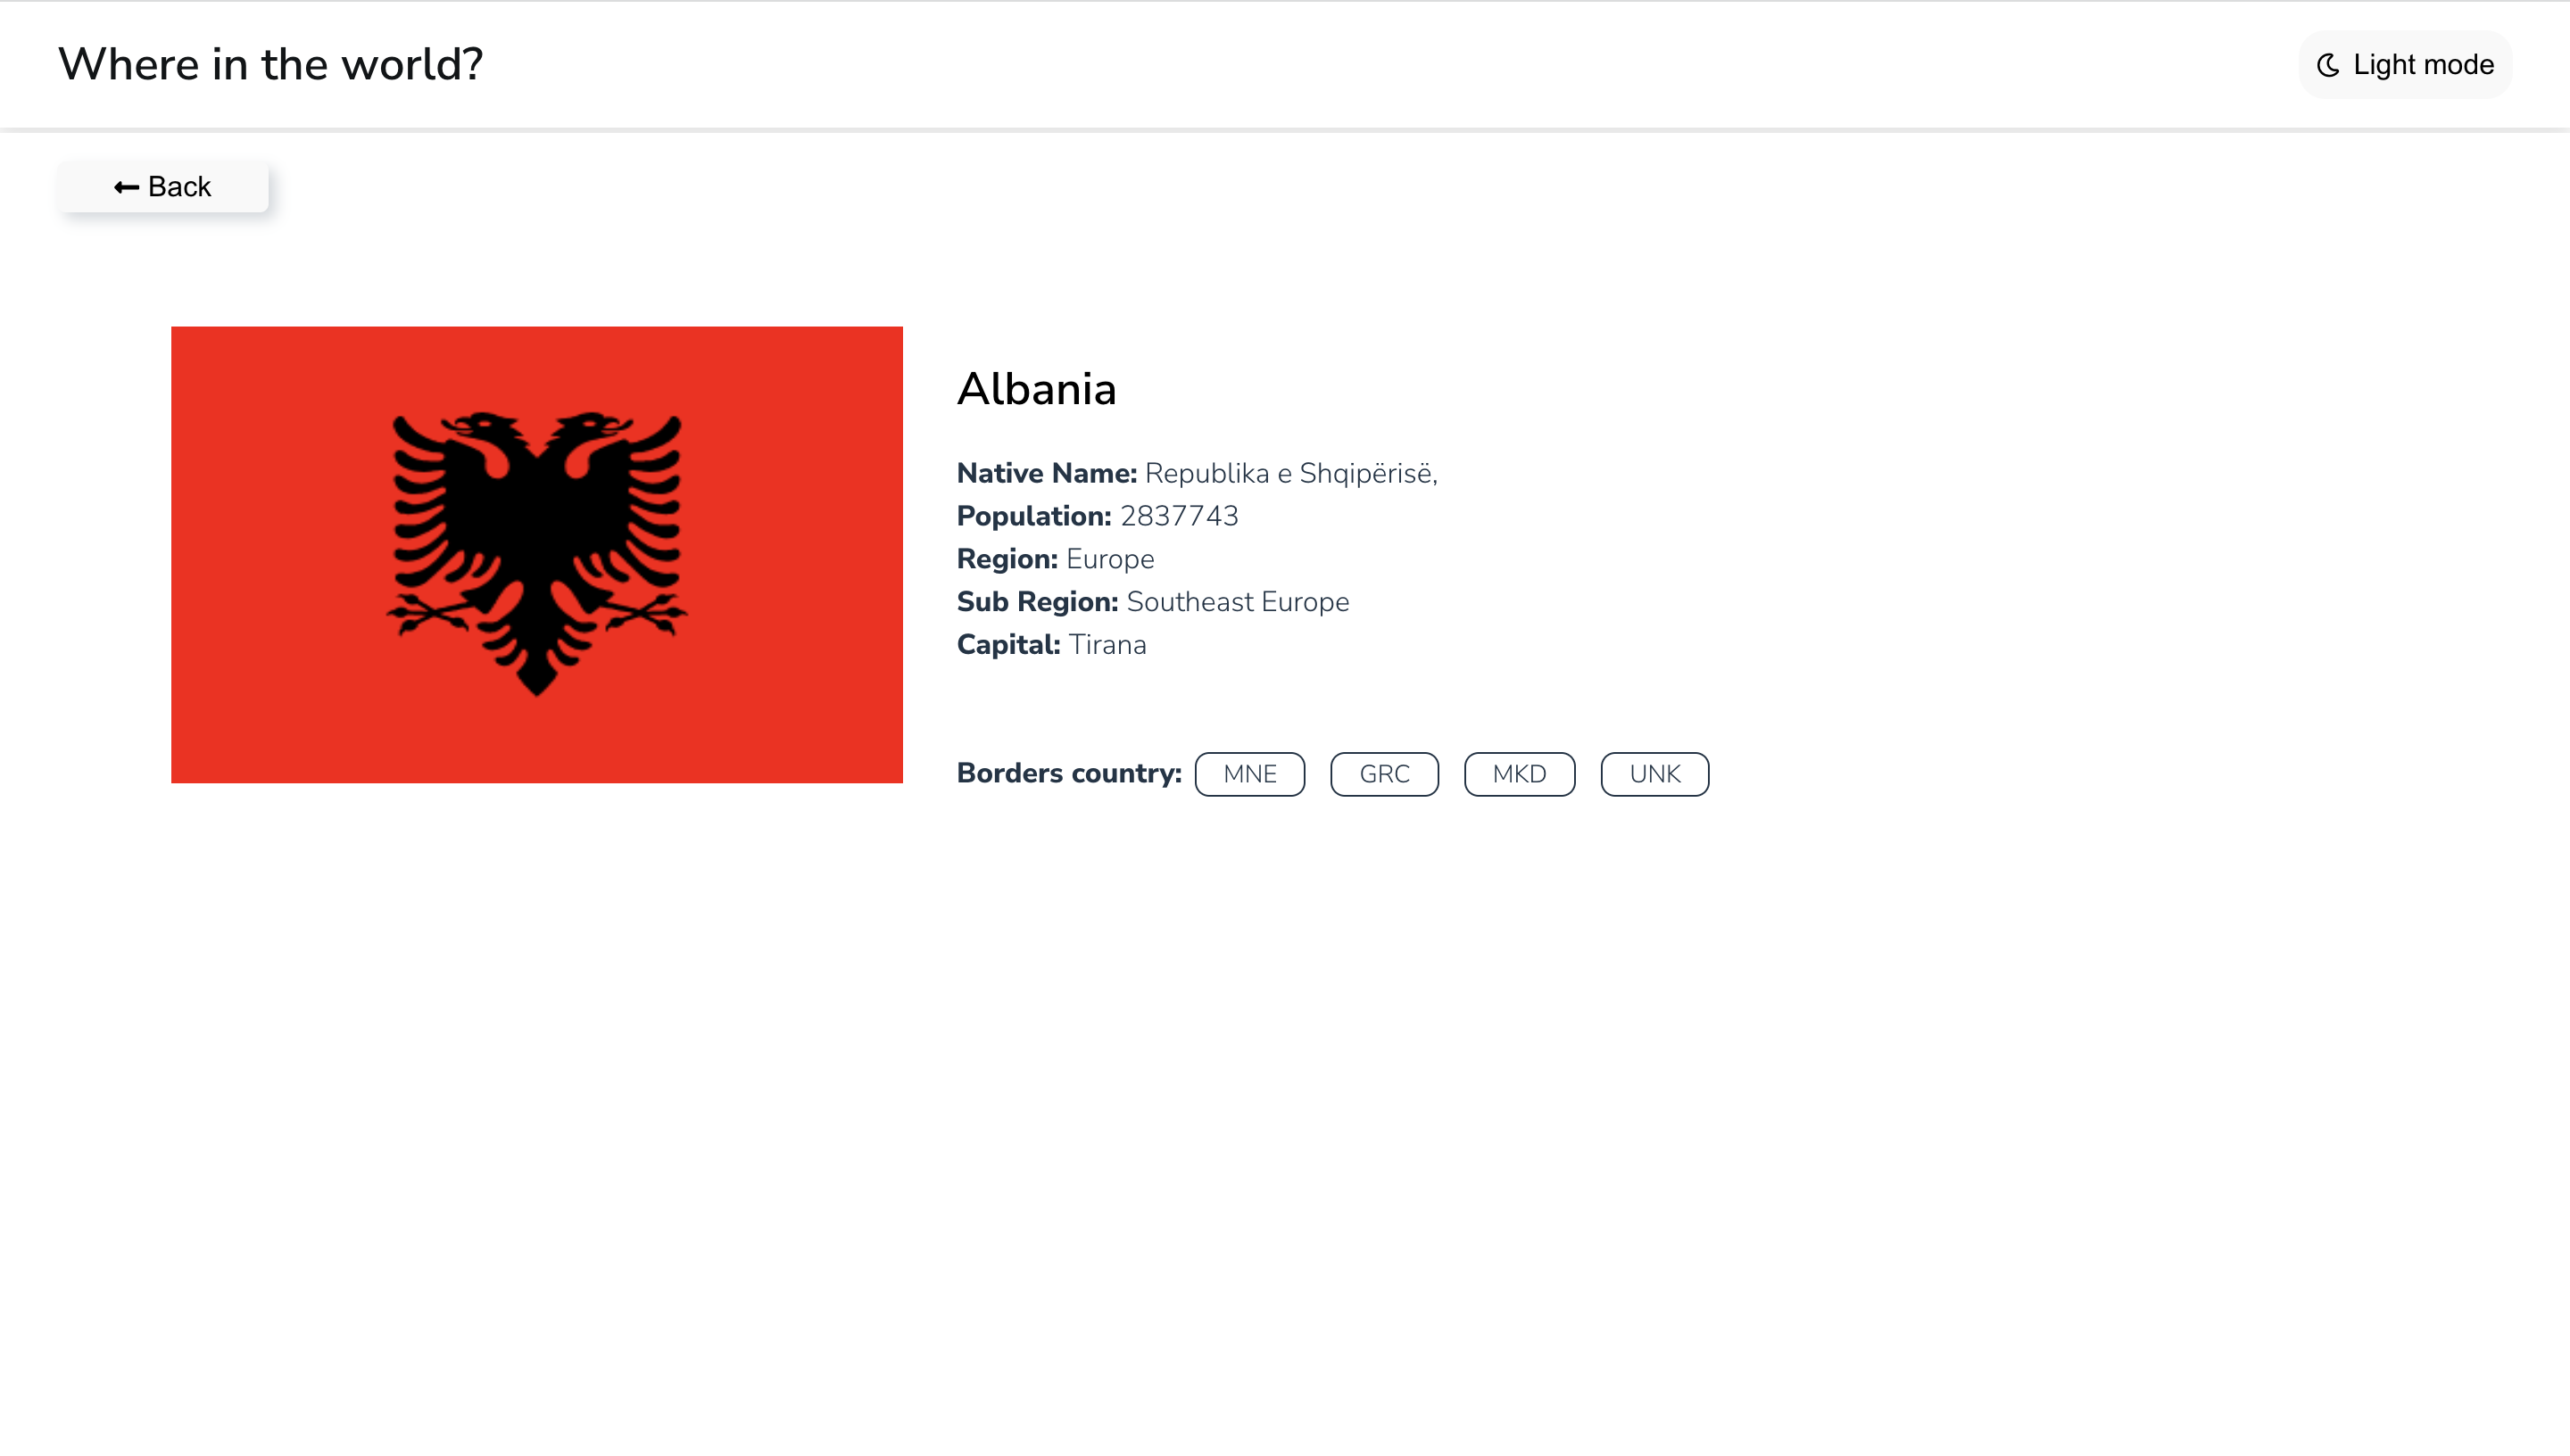 Where in the world?
Light mode
Back
Albania
Native Name: Republika e Shqipërisë,
Population: 2837743
Region: Europe
Sub Region: Southeast Europe
Capital: Tirana
Borders country: MNE GRC MKD UNK